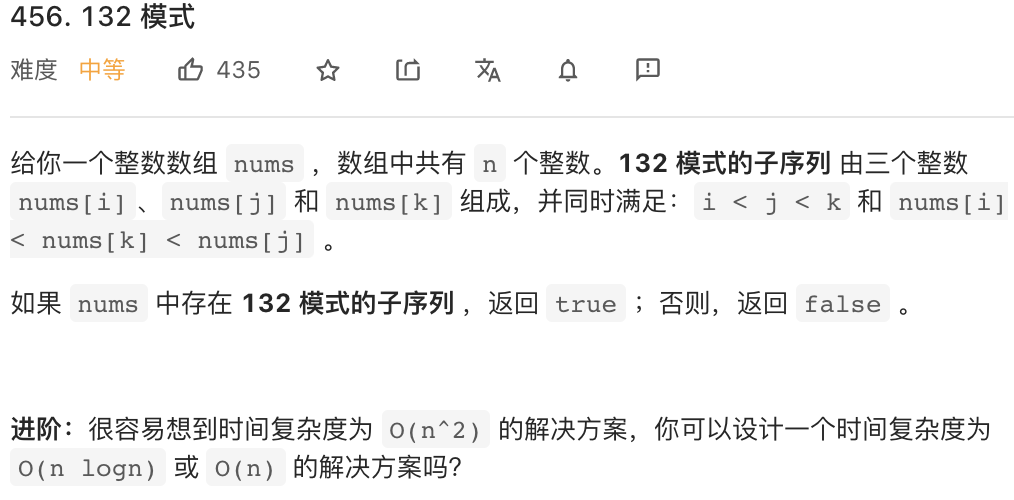 456. 132 模式
难度 中等 435
给你一个整数数组 nums ，数组中共有 n 个整数。132 模式的子序列 由三个整数
nums[i] 、 nums[j] 和 nums[k] 组成，并同时满足： i < j < k 和 nums[i]
< nums[k] < nums[j] 。
如果 nums 中存在 132 模式的子序列 ，返回 true ；否则，返回 false 。
进阶：很容易想到时间复杂度为 O(n^2) 的解决方案，你可以设计一个时间复杂度为
O(n logn) 或 O(n) 的解决方案吗？